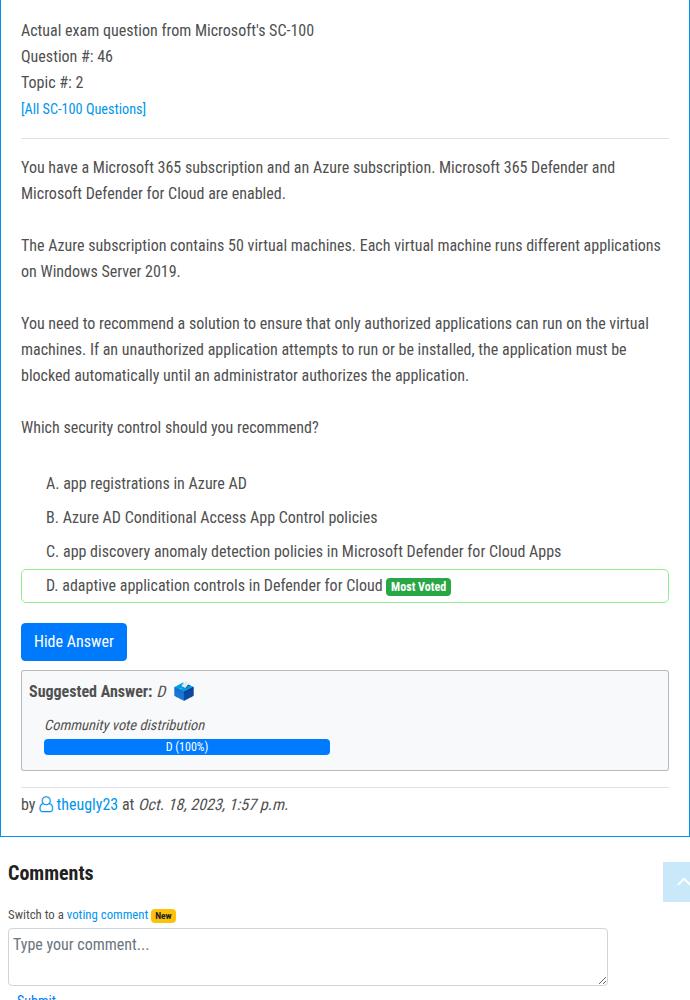 Actual exam question from Microsoft's SC-100
Question #: 46
Topic #: 2
[All SC-100 Questions]
You have a Microsoft 365 subscription and an Azure subscription. Microsoft 365 Defender and
Microsoft Defender for Cloud are enabled.
The Azure subscription contains 50 virtual machines. Each virtual machine runs different applications
on Windows Server 2019.
You need to recommend a solution to ensure that only authorized applications can run on the virtual
machines. If an unauthorized application attempts to run or be installed, the application must be
blocked automatically until an administrator authorizes the application.
Which security control should you recommend?
A. app registrations in Azure AD
B. Azure AD Conditional Access App Control policies
C. app discovery anomaly detection policies in Microsoft Defender for Cloud Apps
D. adaptive application controls in Defender for Cloud Most Voted
Hide Answer
Suggested Answer: D
Community vote distribution
D (100%)
by theugly23 at Oct. 18, 2023, 1:57 p.m.
Comments
Switch to a voting comment New
Type your comment...
Submit